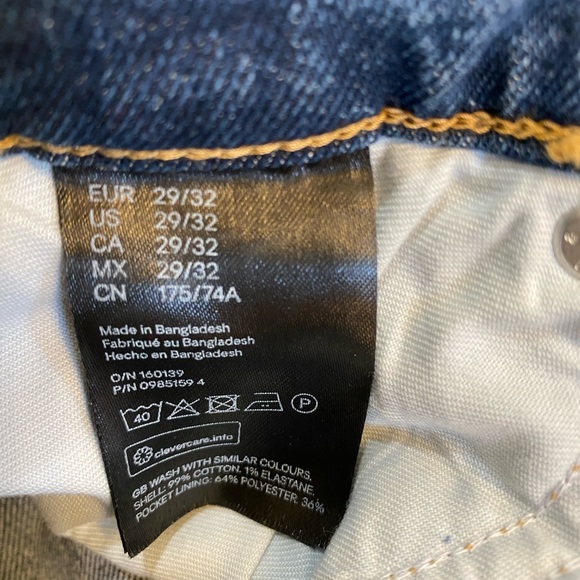 EUR 29/32
US 29/32
CA 29/32
MX 29/32
CN 175/74A
Made in Bangladesh
Fabriqué au Bangladesh
Hecho en Bangladesh
O/N 160139
P/N 0985159 4
40 P
clevercare.info
GB WASH WITH SIMILAR COLOURS.
SHELL: 99% COTTON. 1% ELASTANE.
POCKET LINING: 64% POLYESTER. 36%